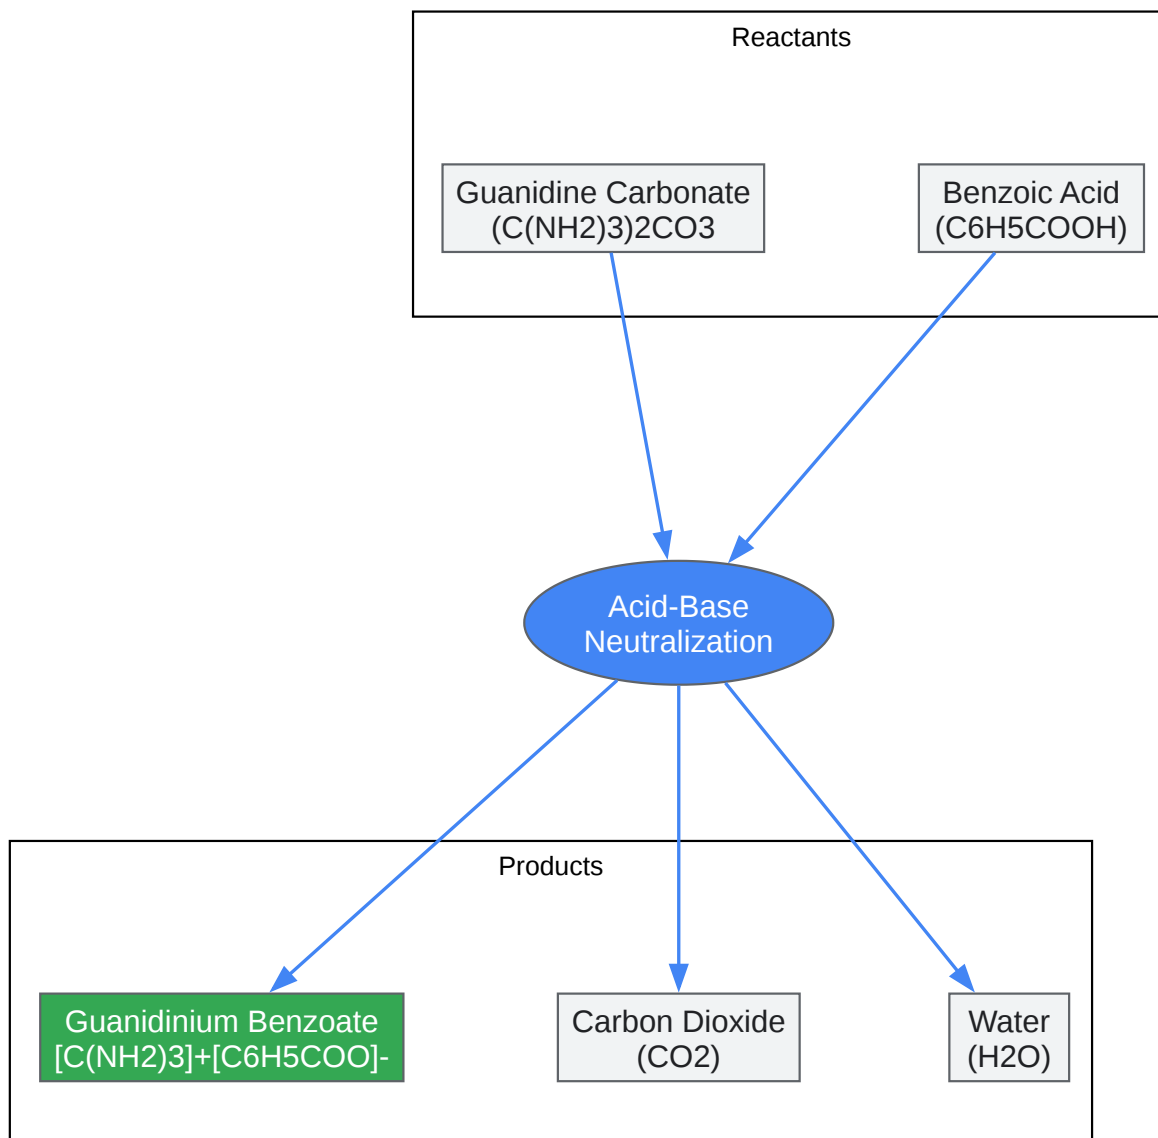 Reactants
Guanidine Carbonate
(C(NH2)3)2CO3
Benzoic Acid
(C6H5COOH)
Acid-Base
Neutralization
Products
Guanidinium Benzoate
[C(NH2)3]+[C6H5COO]-
Carbon Dioxide
(CO2)
Water
(H2O)